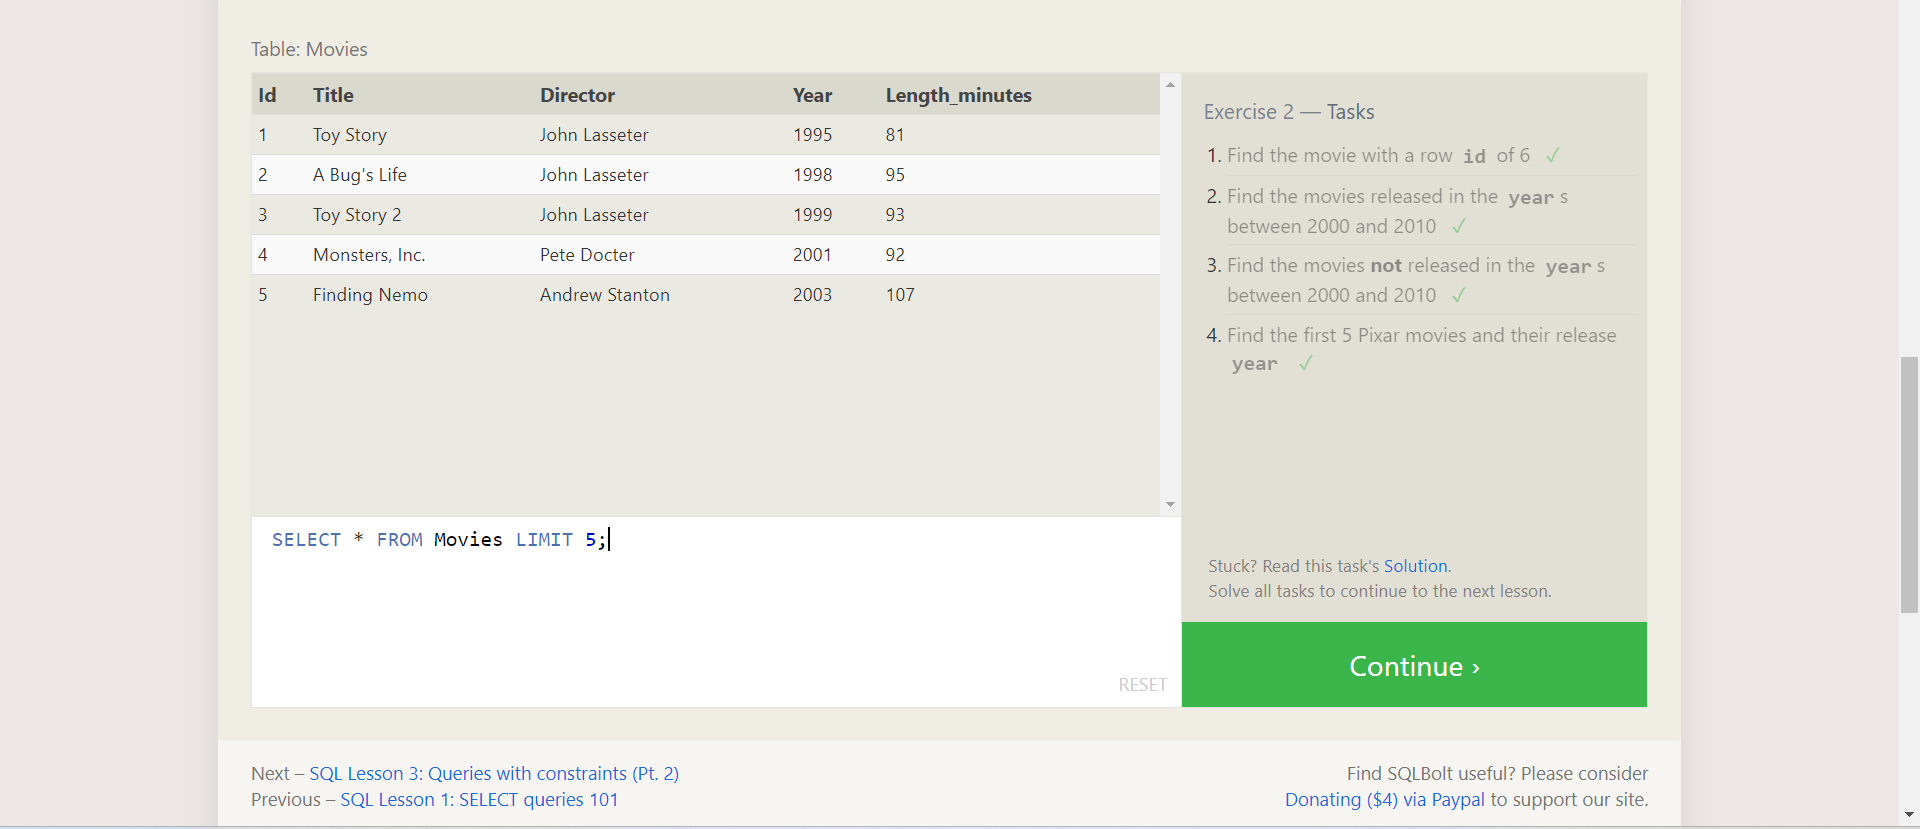 Table: Movies
Id Title Director Year Length_minutes
1 Toy Story John Lasseter 1995 81
2 A Bug's Life John Lasseter 1998 95
3 Toy Story 2 John Lasseter 1999 93
4 Monsters, Inc. Pete Docter 2001 92
5 Finding Nemo Andrew Stanton 2003 107
SELECT * FROM Movies LIMIT 5;
RESET
Exercise 2 — Tasks
1. Find the movie with a row id of 6 ✓
2. Find the movies released in the year s
between 2000 and 2010 ✓
3. Find the movies not released in the year s
between 2000 and 2010 ✓
4. Find the first 5 Pixar movies and their release
year ✓
Stuck? Read this task's Solution.
Solve all tasks to continue to the next lesson.
Continue ›
Next – SQL Lesson 3: Queries with constraints (Pt. 2)
Previous – SQL Lesson 1: SELECT queries 101
Find SQLBolt useful? Please consider
Donating ($4) via Paypal to support our site.